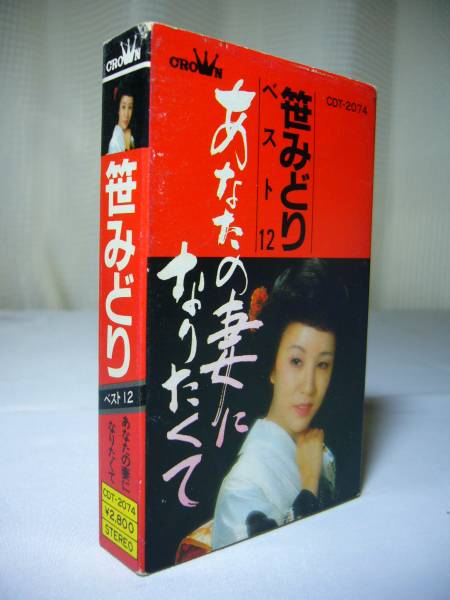 CROWN
笹みどり
ベスト12
あなたの妻に
なりたくて
CDT-2074
¥2,800
STEREO
CROWN
CDT-2074
笹みどり
ベスト12
あなたの妻に
なりたくて